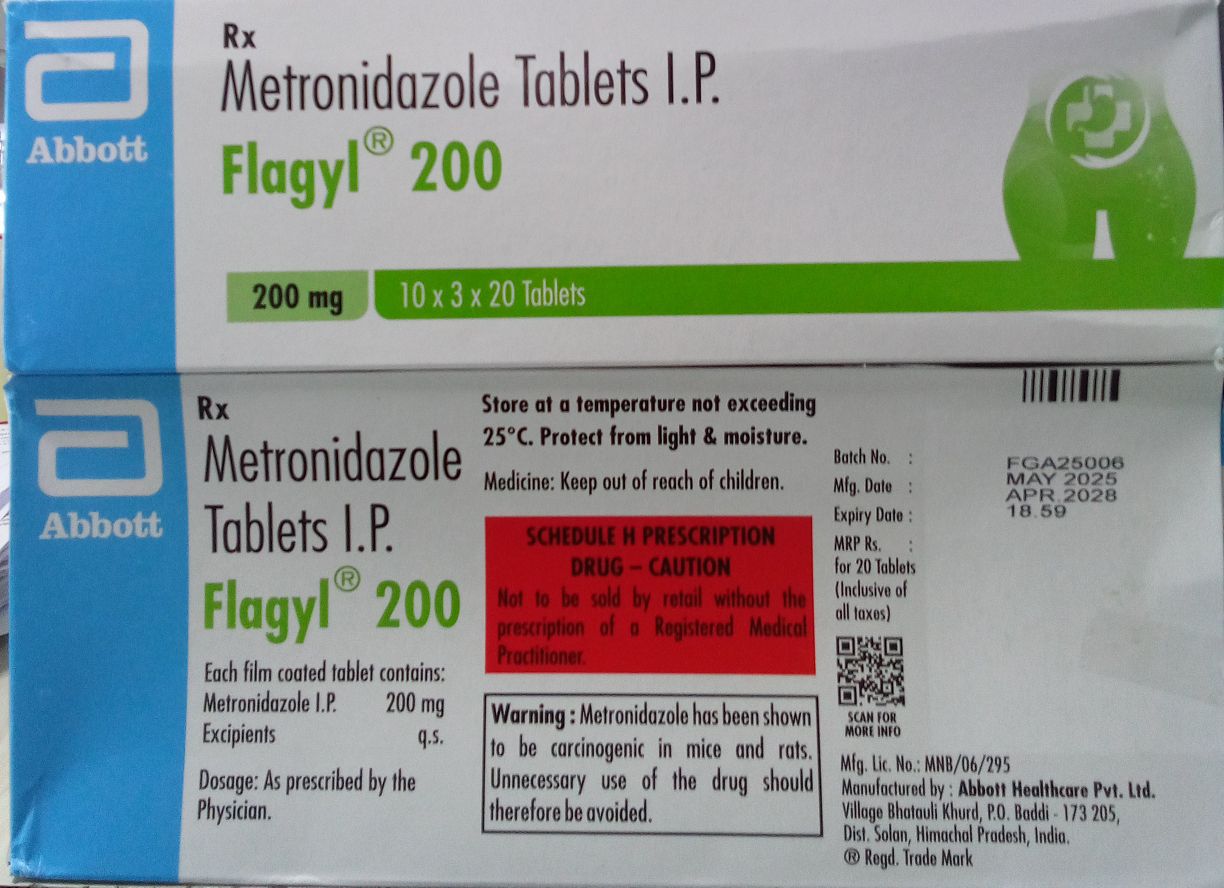 Abbott
Rx
Metronidazole Tablets I.P.
Flagyl® 200
200 mg
10 x 3 x 20 Tablets
Abbott
Rx
Metronidazole
Tablets I.P.
Flagyl® 200
Each film coated tablet contains:
Metronidazole I.P. 200 mg
Excipients q.s.
Dosage: As prescribed by the
Physician.
Store at a temperature not exceeding
25°C. Protect from light & moisture.
Medicine: Keep out of reach of children.
SCHEDULE H PRESCRIPTION
DRUG – CAUTION
Not to be sold by retail without the
prescription of a Registered Medical
Practitioner.
Warning : Metronidazole has been shown
to be carcinogenic in mice and rats.
Unnecessary use of the drug should
therefore be avoided.
Batch No. : FGA25006
Mfg. Date : MAY 2025
Expiry Date : APR.2028
MRP Rs. : 18.59
for 20 Tablets
(Inclusive of
all taxes)
SCAN FOR
MORE INFO
Mfg. Lic. No.: MNB/06/295
Manufactured by : Abbott Healthcare Pvt. Ltd.
Village Bhatauli Khurd, P.O. Baddi - 173 205,
Dist. Solan, Himachal Pradesh, India.
® Regd. Trade Mark